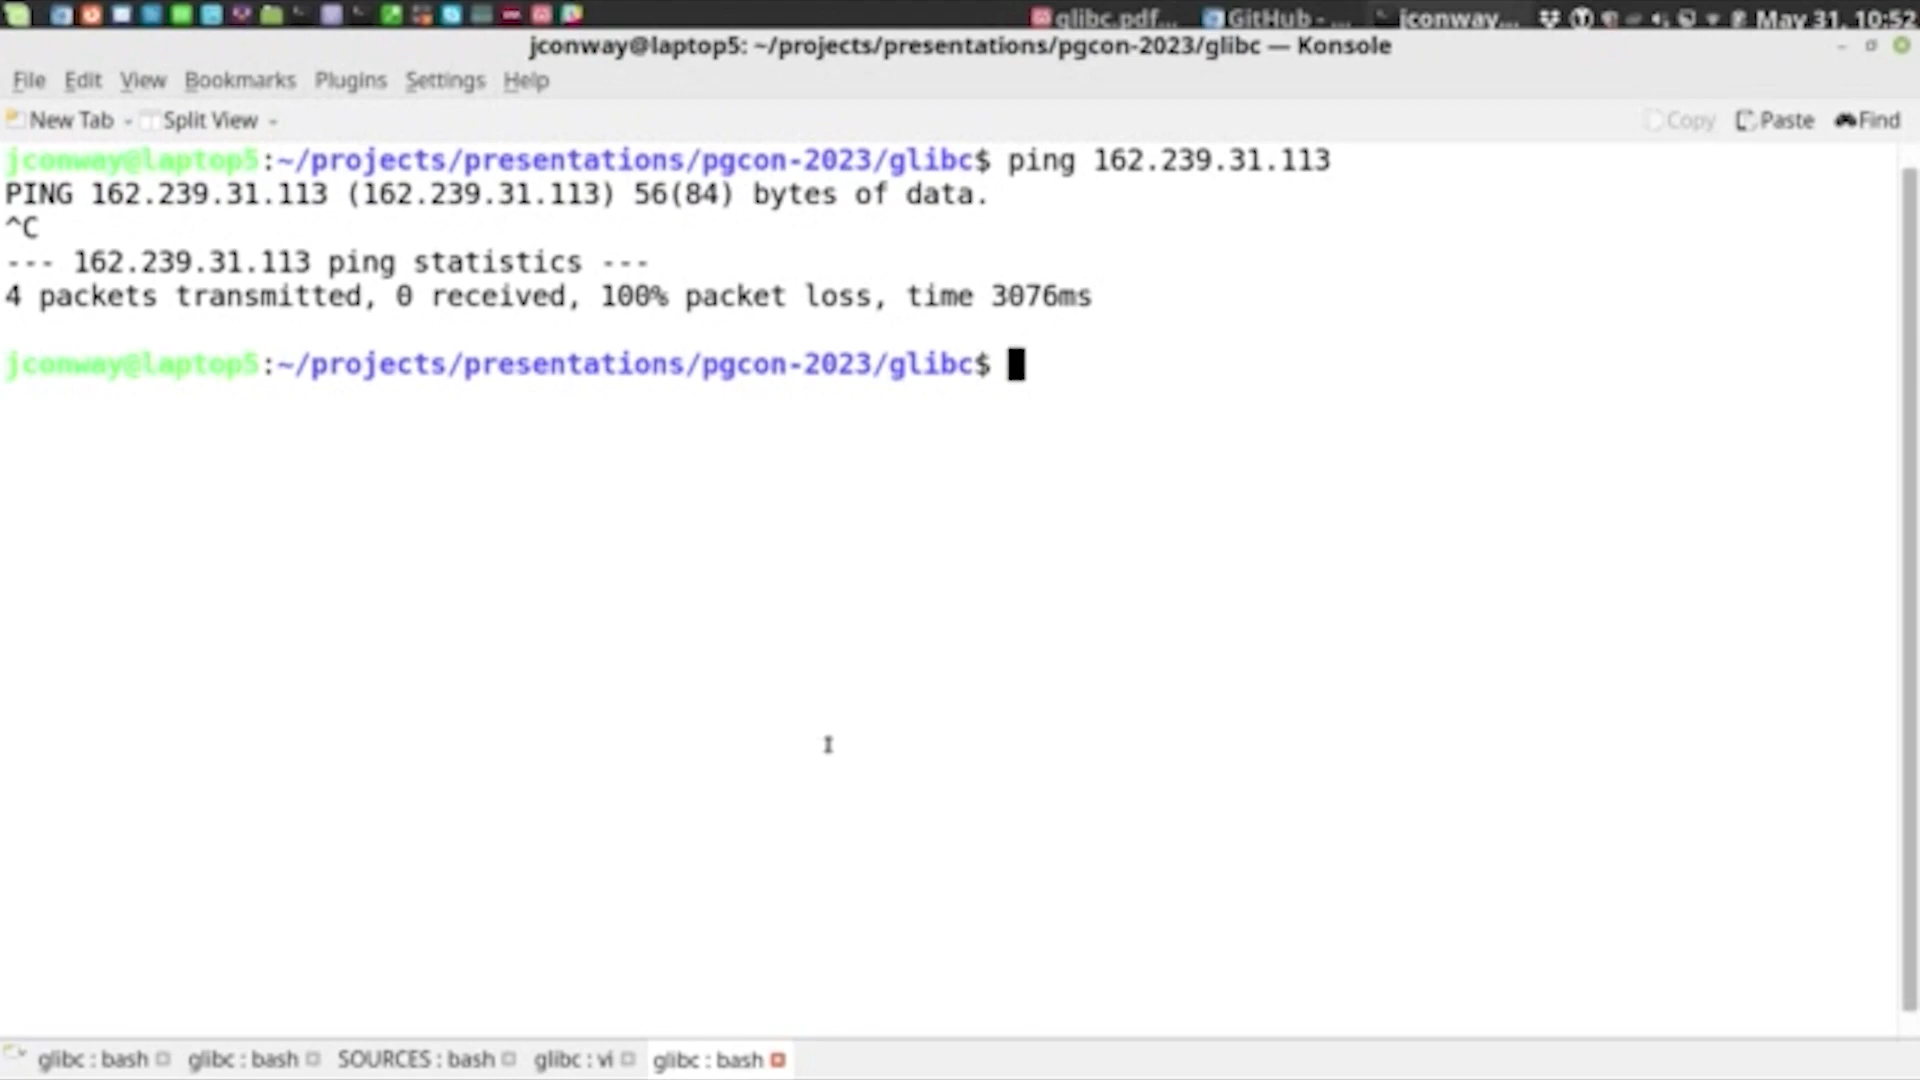 glibc.pdf... GitHub - ... jconway... May 31, 10:52
jconway@laptop5: ~/projects/presentations/pgcon-2023/glibc — Konsole
File Edit View Bookmarks Plugins Settings Help
New Tab Split View Copy Paste Find
jconway@laptop5:~/projects/presentations/pgcon-2023/glibc$ ping 162.239.31.113
PING 162.239.31.113 (162.239.31.113) 56(84) bytes of data.
^C
--- 162.239.31.113 ping statistics ---
4 packets transmitted, 0 received, 100% packet loss, time 3076ms
jconway@laptop5:~/projects/presentations/pgcon-2023/glibc$
glibc : bash glibc : bash SOURCES : bash glibc : vi glibc : bash